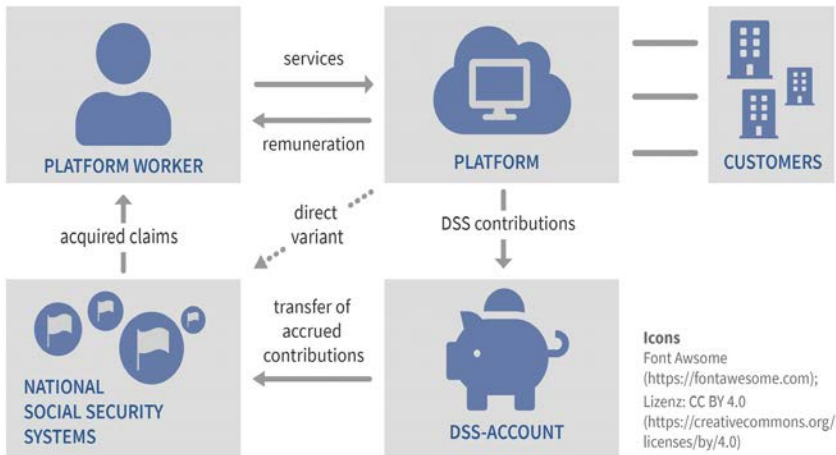 services
remuneration
PLATFORM WORKER
PLATFORM
CUSTOMERS
acquired claims
direct
variant
DSS contributions
transfer of
accrued
contributions
NATIONAL
SOCIAL SECURITY
SYSTEMS
DSS-ACCOUNT
Icons
Font Awsome
(https://fontawesome.com);
Lizenz: CC BY 4.0
(https://creativecommons.org/
licenses/by/4.0)